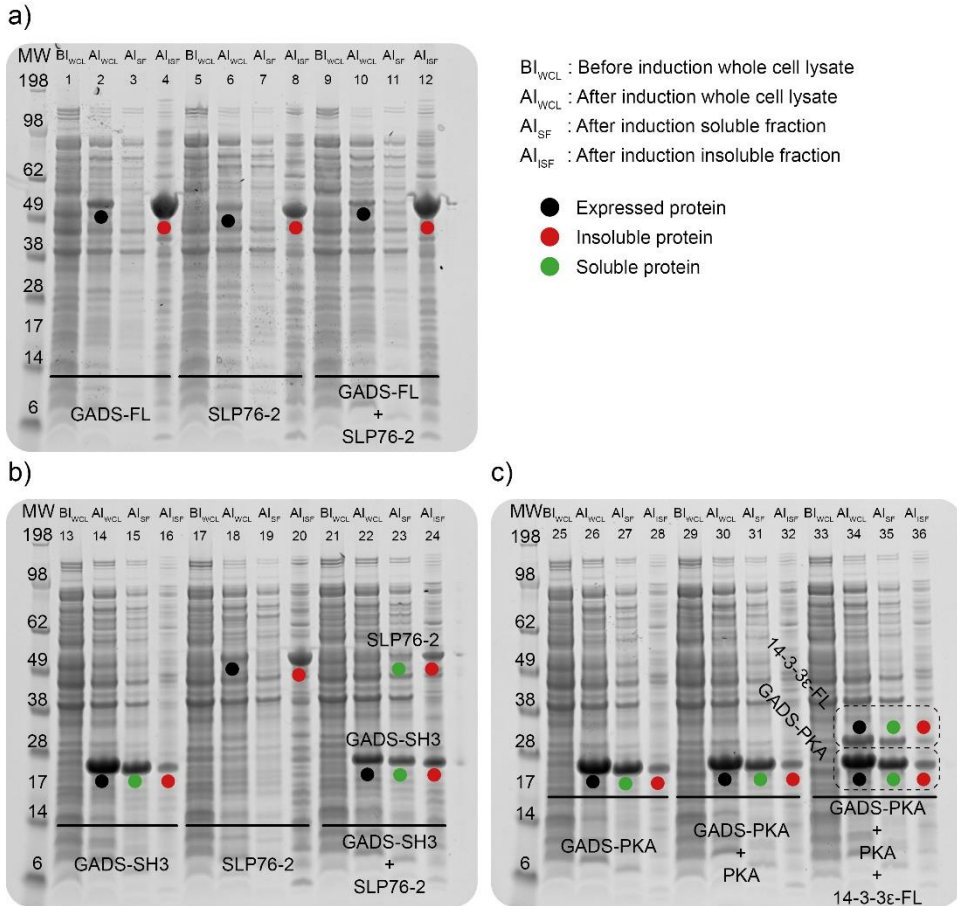 a)
MW BI_WCL AI_WCL AI_SF AI_ISF BI_WCL AI_WCL AI_SF AI_ISF BI_WCL AI_WCL AI_SF AI_ISF
198 1 2 3 4 5 6 7 8 9 10 11 12
98
62
49
38
28
17
14
6
GADS-FL
SLP76-2
GADS-FL
+
SLP76-2
BI_WCL : Before induction whole cell lysate
AI_WCL : After induction whole cell lysate
AI_SF : After induction soluble fraction
AI_ISF : After induction insoluble fraction
Expressed protein
Insoluble protein
Soluble protein
b)
MW BI_WCL AI_WCL AI_SF AI_ISF BI_WCL AI_WCL AI_SF AI_ISF BI_WCL AI_WCL AI_SF AI_ISF
198 13 14 15 16 17 18 19 20 21 22 23 24
98
62
49
38
28
17
14
6
SLP76-2
GADS-SH3
GADS-SH3
SLP76-2
GADS-SH3
+
SLP76-2
c)
MW BI_WCL AI_WCL AI_SF AI_ISF BI_WCL AI_WCL AI_SF AI_ISF BI_WCL AI_WCL AI_SF AI_ISF
198 25 26 27 28 29 30 31 32 33 34 35 36
98
62
49
38
28
17
14
6
14-3-3ε-FL
GADS-PKA
GADS-PKA
GADS-PKA
+
PKA
GADS-PKA
+
PKA
+
14-3-3ε-FL